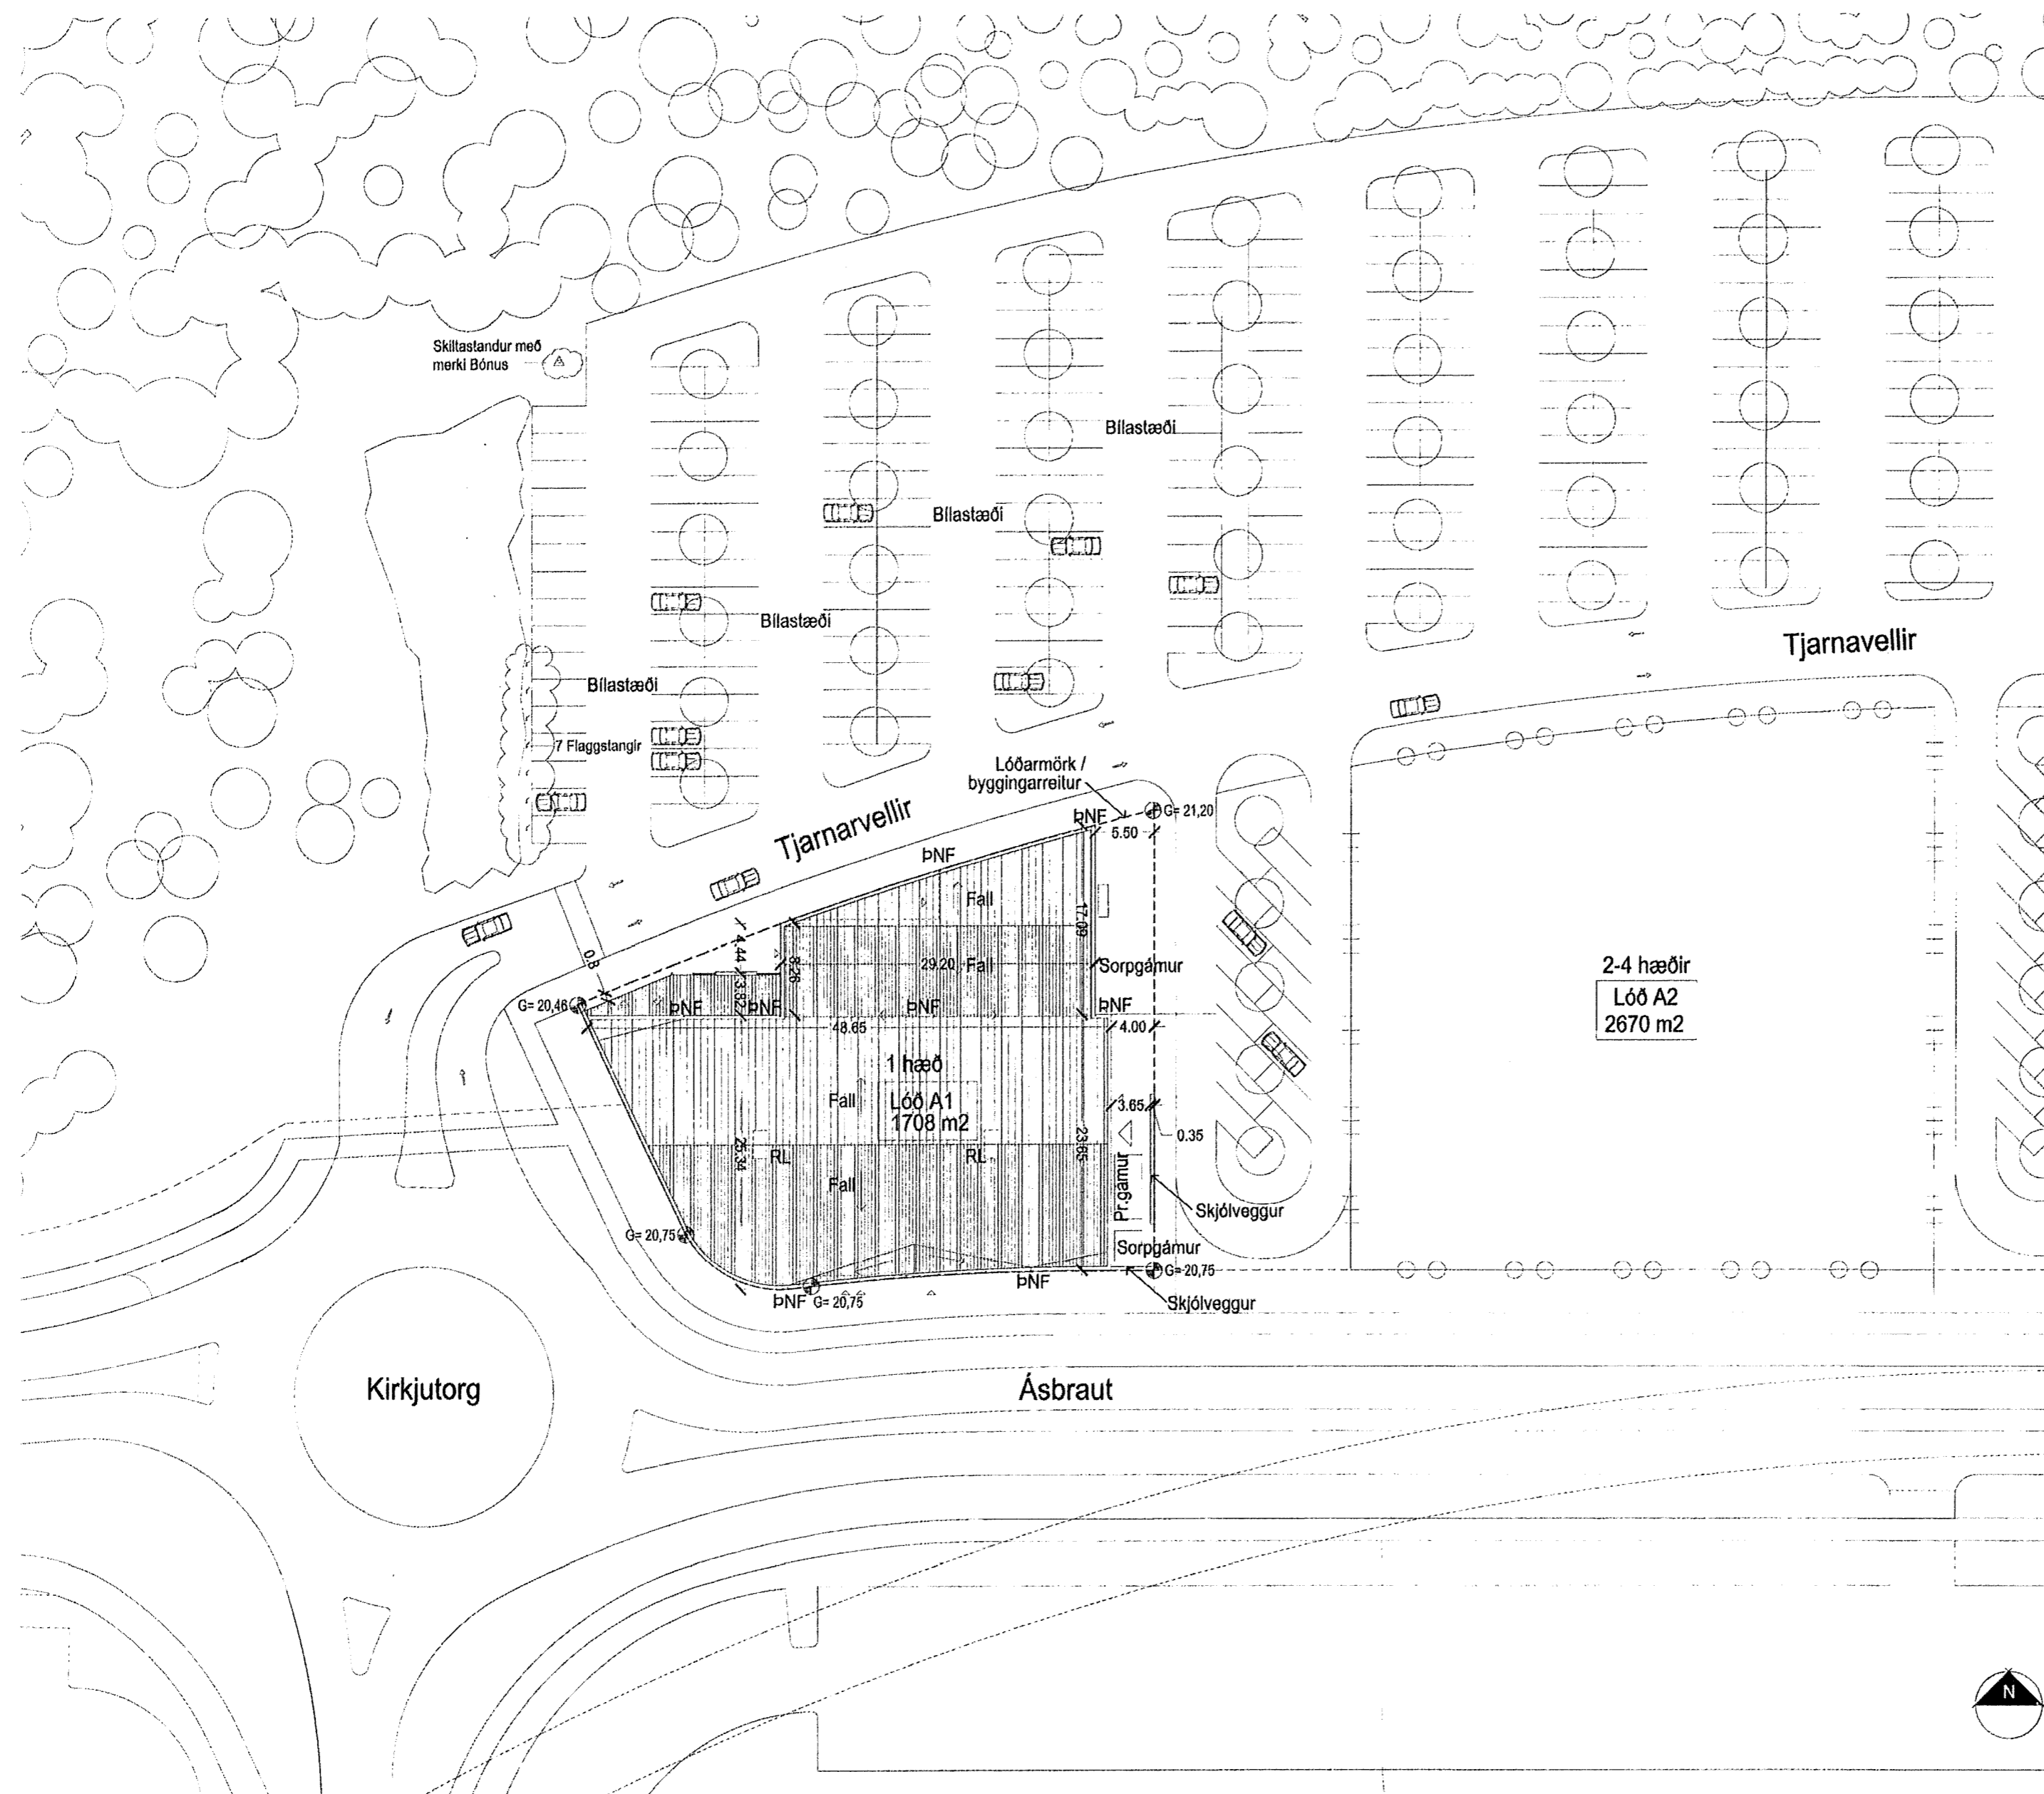 Skiltastandur með
merki Bónus
Bílastæði
Bílastæði
Bílastæði
Bílastæði
Tjarnavellir
7 Flaggstangir
Lóðarmörk /
byggingarreitur
Tjarnarvellir
ÞNF
G= 21,20
5.50
ÞNF
Fall
17.09
4.44
8.26
29.20
Fall
Sorpgámur
0.8
G= 20,46
3.82
ÞNF
ÞNF
ÞNF
ÞNF
48.65
4.00
2-4 hæðir
Lóð A2
2670 m2
1 hæð
Fall
Lóð A1
1708 m2
3.65
0.35
25.34
RL
RL
23.65
Fall
Pr.gámur
Skjólveggur
G= 20,75
Sorpgámur
G= 20,75
ÞNF
ÞNF
G= 20,75
Skjólveggur
Kirkjutorg
Ásbraut
N